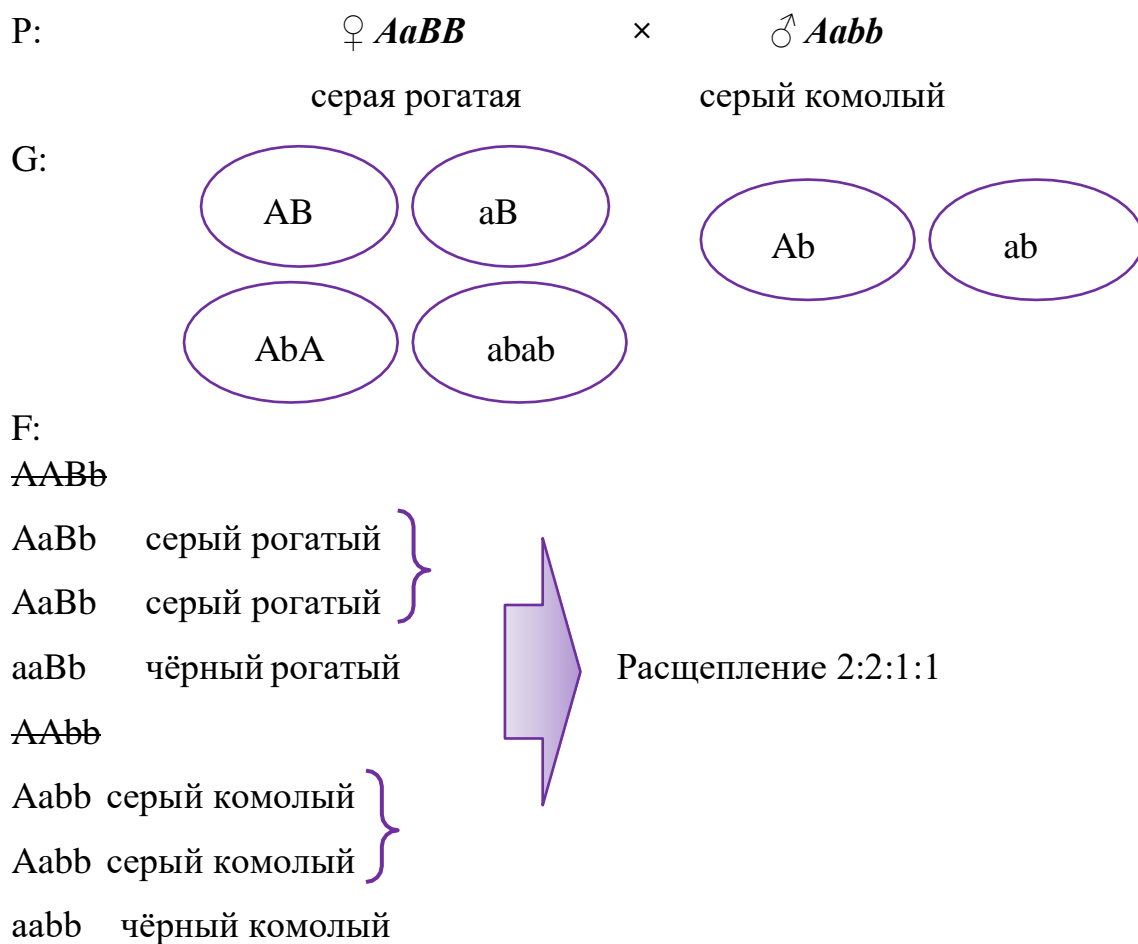 P: ♀ AaBB × ♂ Aabb
серая рогатая серый комолый
G:
AB aB Ab ab
AbA abab
F:
AABb
AaBb серый рогатый
AaBb серый рогатый
aaBb чёрный рогатый Расщепление 2:2:1:1
AAbb
Aabb серый комолый
Aabb серый комолый
aabb чёрный комолый